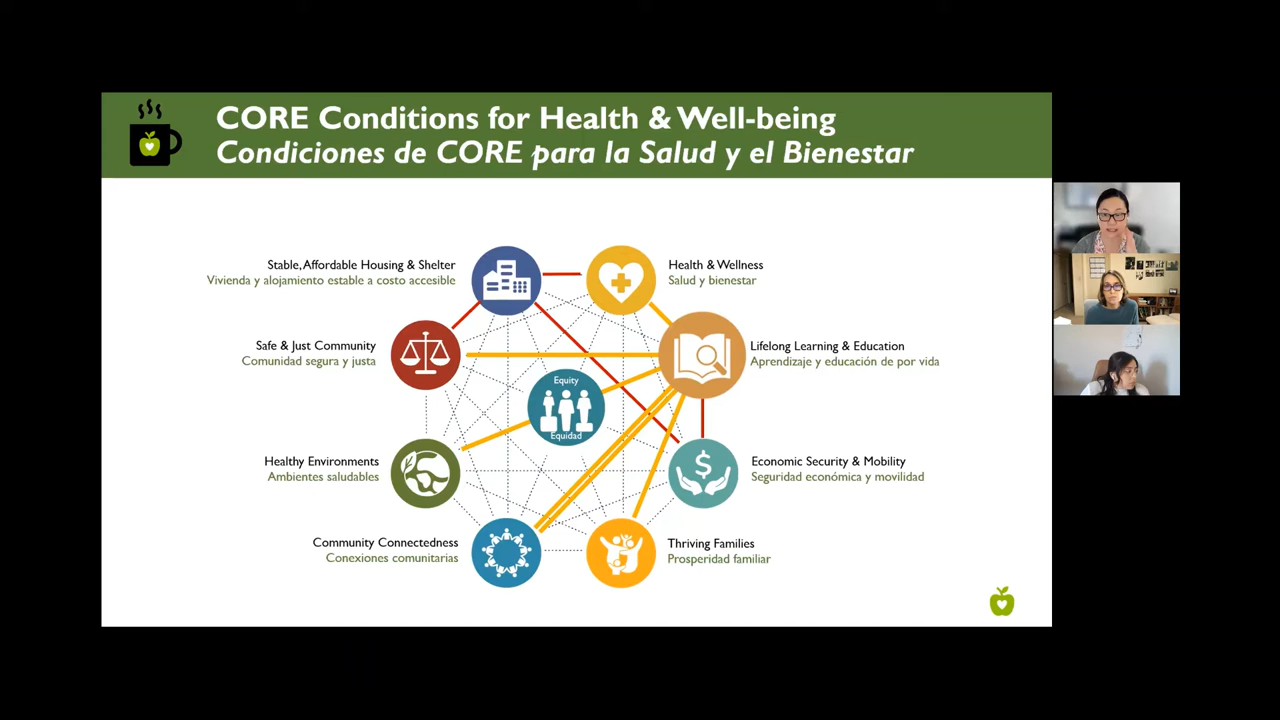 CORE Conditions for Health & Well-being
Condiciones de CORE para la Salud y el Bienestar
Stable, Affordable Housing & Shelter
Vivienda y alojamiento estable a costo accesible
Health & Wellness
Salud y bienestar
Safe & Just Community
Comunidad segura y justa
Lifelong Learning & Education
Aprendizaje y educación de por vida
Equity
Equidad
Healthy Environments
Ambientes saludables
$
Economic Security & Mobility
Seguridad económica y movilidad
Community Connectedness
Conexiones comunitarias
Thriving Families
Prosperidad familiar